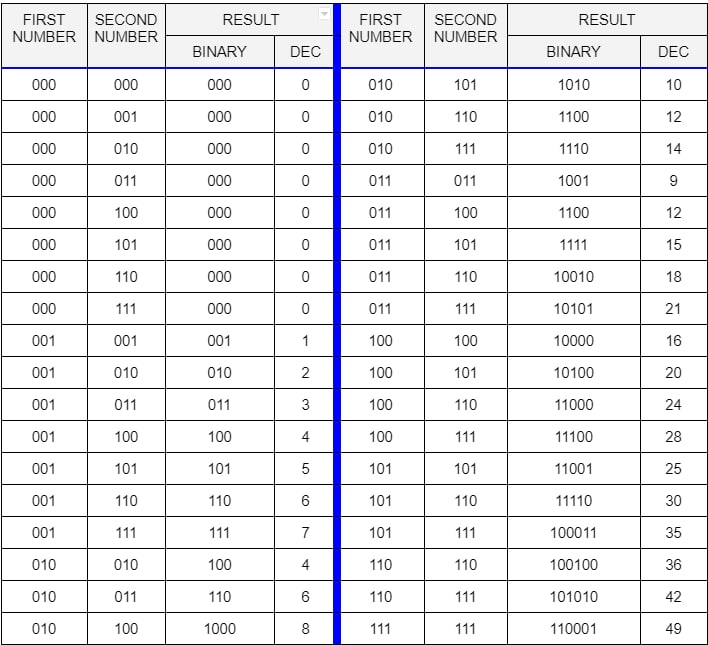 FIRST NUMBER SECOND NUMBER RESULT FIRST NUMBER SECOND NUMBER RESULT
BINARY DEC BINARY DEC
000 000 000 0 010 101 1010 10
000 001 000 0 010 110 1100 12
000 010 000 0 010 111 1110 14
000 011 000 0 011 011 1001 9
000 100 000 0 011 100 1100 12
000 101 000 0 011 101 1111 15
000 110 000 0 011 110 10010 18
000 111 000 0 011 111 10101 21
001 001 001 1 100 100 10000 16
001 010 010 2 100 101 10100 20
001 011 011 3 100 110 11000 24
001 100 100 4 100 111 11100 28
001 101 101 5 101 101 11001 25
001 110 110 6 101 110 11110 30
001 111 111 7 101 111 100011 35
010 010 100 4 110 110 100100 36
010 011 110 6 110 111 101010 42
010 100 1000 8 111 111 110001 49